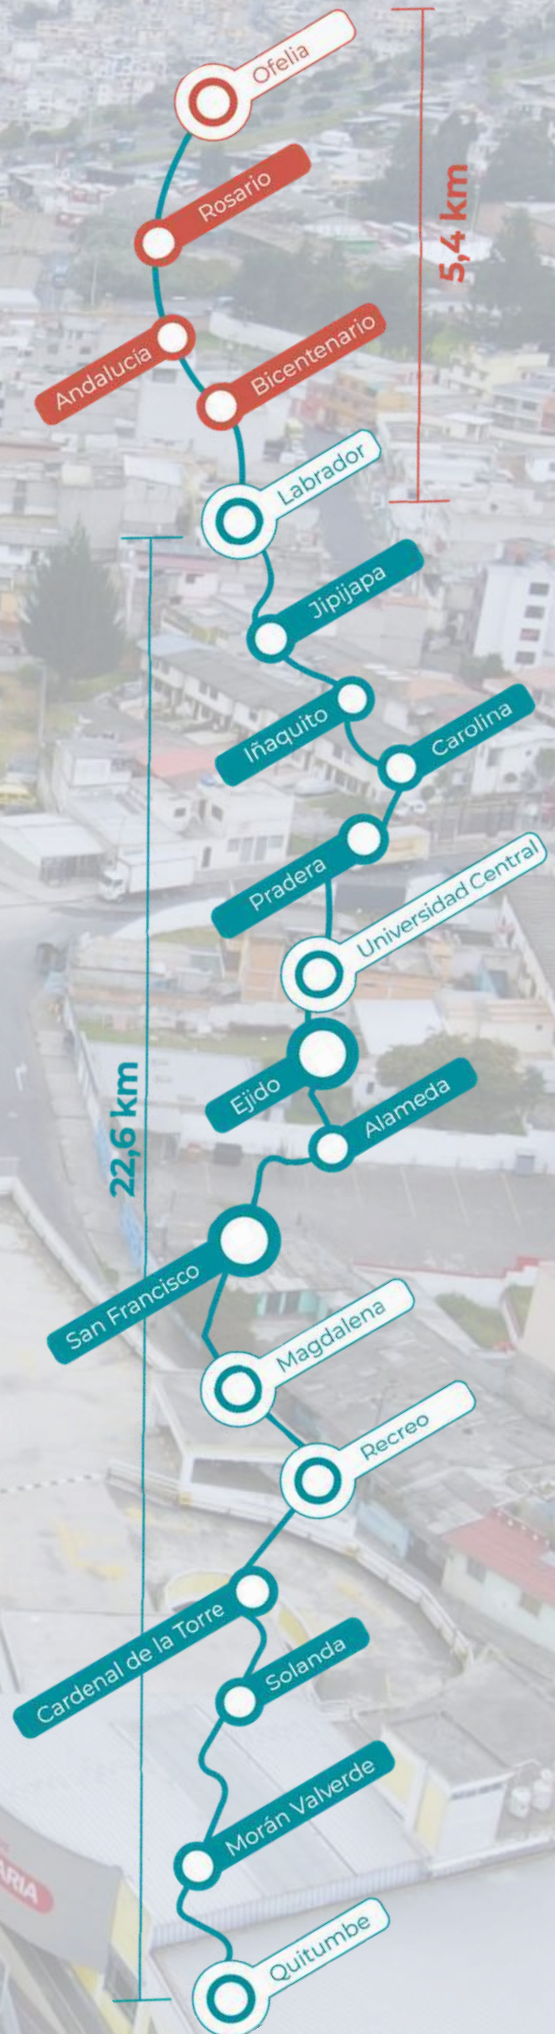 Ofelia
Rosario
5,4 km
Andalucía
Bicentenario
Labrador
Jipijapa
Iñaquito
Carolina
Pradera
Universidad Central
Ejido
Alameda
22,6 km
San Francisco
Magdalena
Recreo
Cardenal de la Torre
Solanda
Morán Valverde
ARIA
Quitumbe